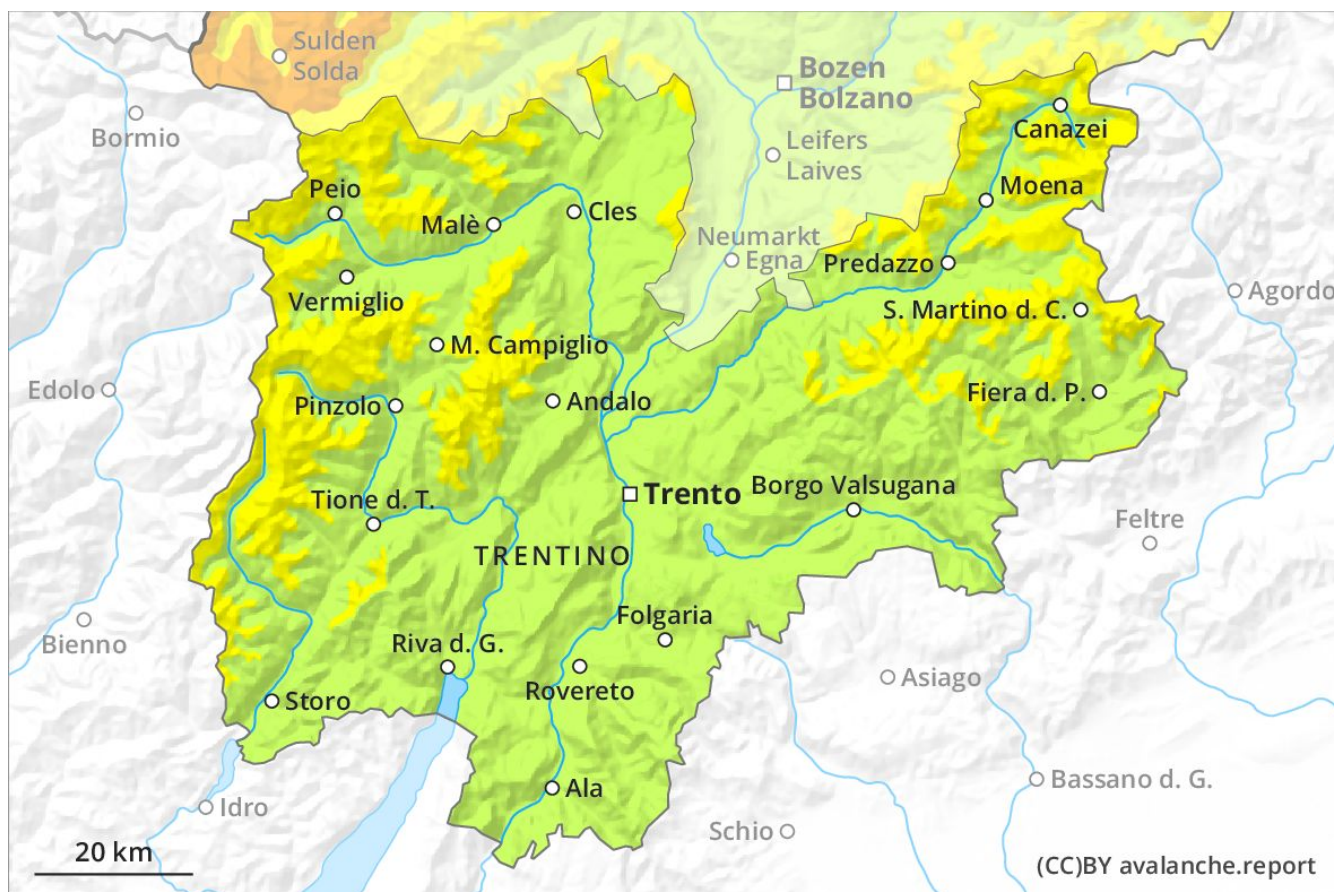 Sulden
Solda
Bormio
Bozen
Bolzano
Leifers
Laives
Canazei
Moena
Peio
Malè
Cles
Neumarkt
Egna
Predazzo
Vermiglio
S. Martino d. C.
Agordo
M. Campiglio
Edolo
Pinzolo
Andalo
Fiera d. P.
Tione d. T.
Trento
Borgo Valsugana
Feltre
TRENTINO
Bienno
Folgaria
Riva d. G.
Rovereto
Asiago
Storo
Ala
Bassano d. G.
Idro
Schio
20 km
(CC)BY avalanche.report